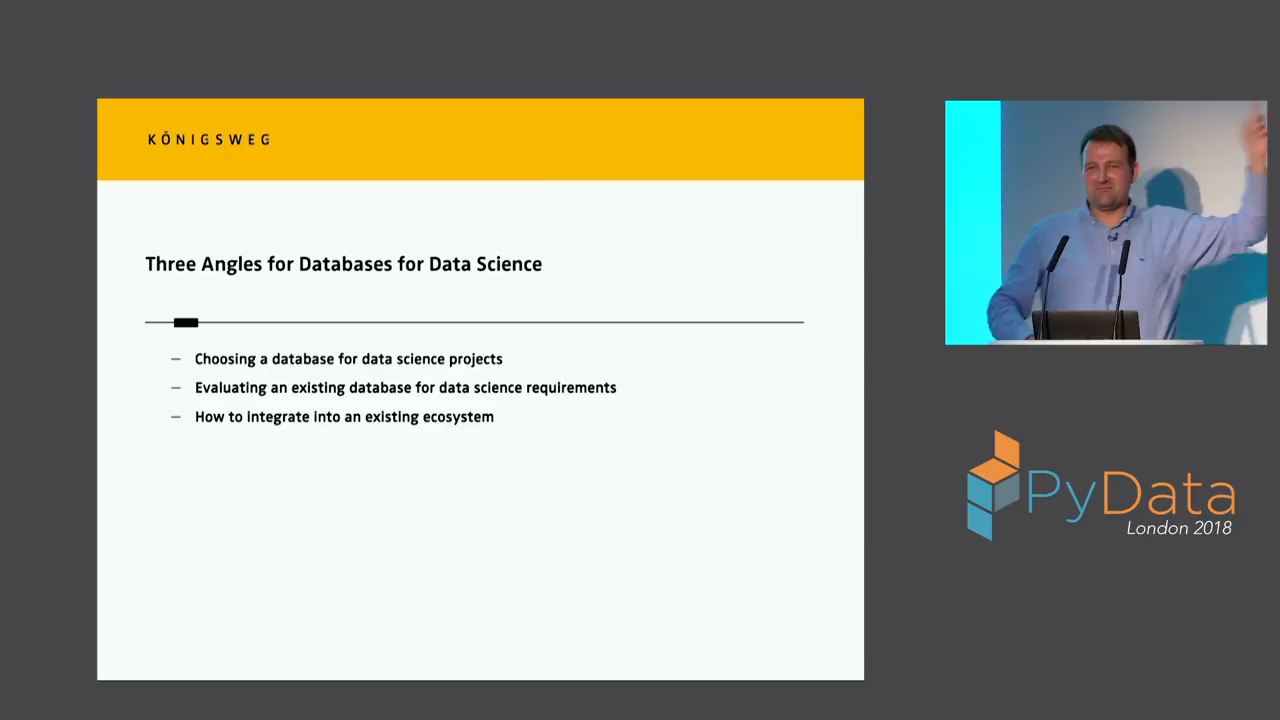 KÖNIGSWEG
Three Angles for Databases for Data Science
– Choosing a database for data science projects
– Evaluating an existing database for data science requirements
– How to integrate into an existing ecosystem
PyData
London 2018